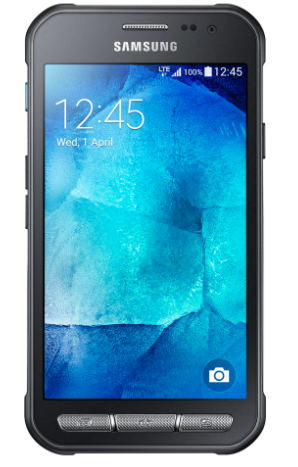 SAMSUNG
LTE 100% 12:45
12:45
Wed, 1 April